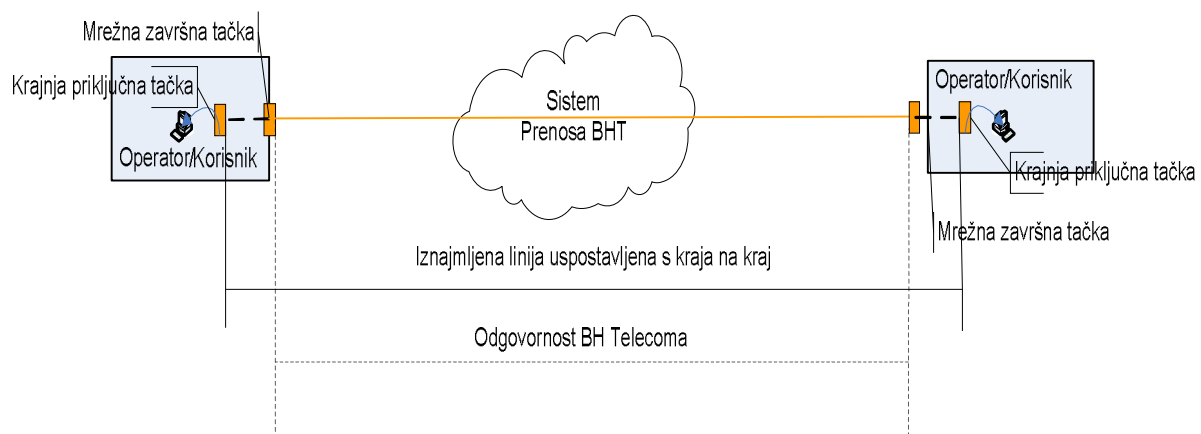 Mrežna završna tačka
Krajnja priključna tačka
Operator/Korisnik
Sistem
Prenosa BHT
Operator/Korisnik
Krajnja priključna tačka
Mrežna završna tačka
Iznajmljena linija uspostavljena s kraja na kraj
Odgovornost BH Telecoma